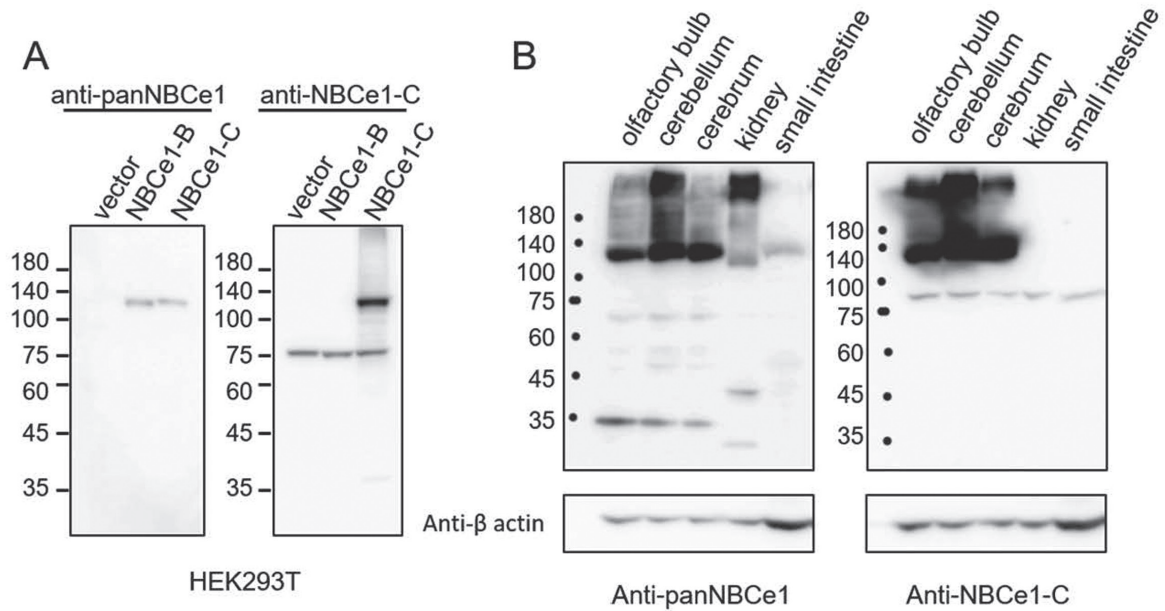 A
anti-panNBCe1
anti-NBCe1-C
vector
NBCe1-B
NBCe1-C
vector
NBCe1-B
NBCe1-C
180
140
100
75
60
45
35
180
140
100
75
60
45
35
HEK293T
B
olfactory bulb
cerebellum
cerebrum
kidney
small intestine
olfactory bulb
cerebellum
cerebrum
kidney
small intestine
180
140
100
75
60
45
35
180
140
100
75
60
45
35
Anti-β actin
Anti-panNBCe1
Anti-NBCe1-C